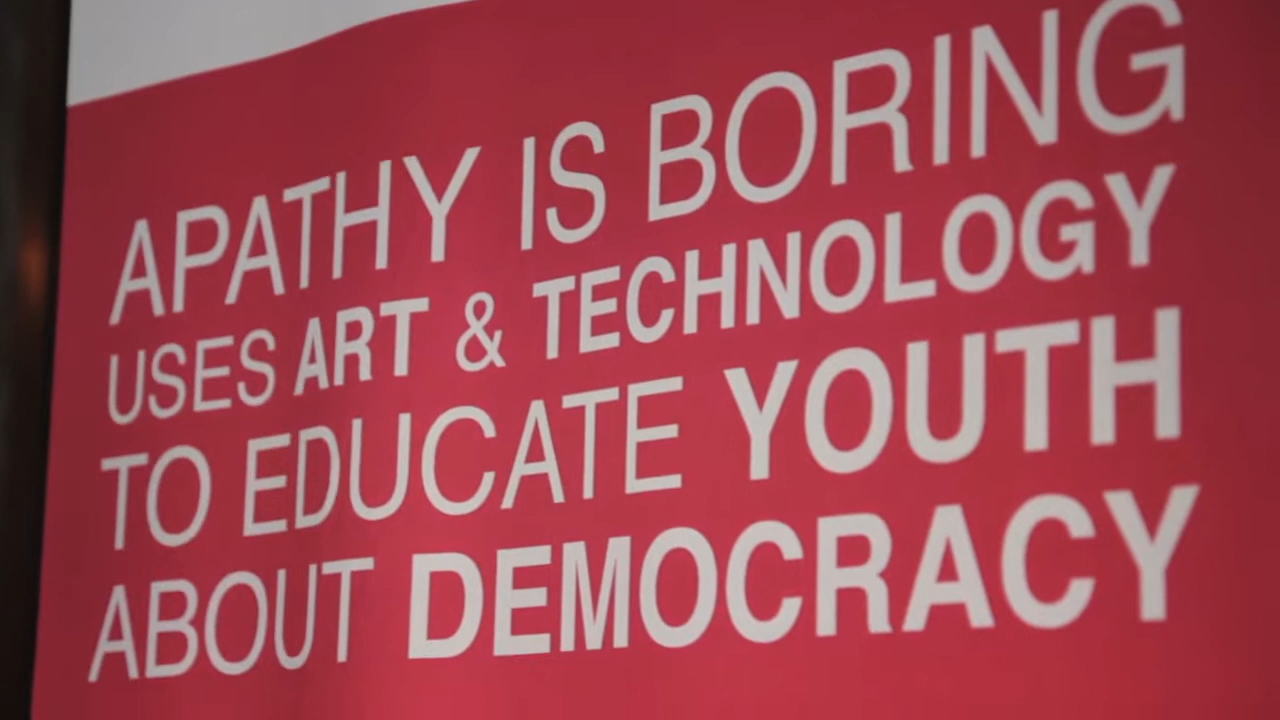 APATHY IS BORING
USES ART & TECHNOLOGY
TO EDUCATE YOUTH
ABOUT DEMOCRACY